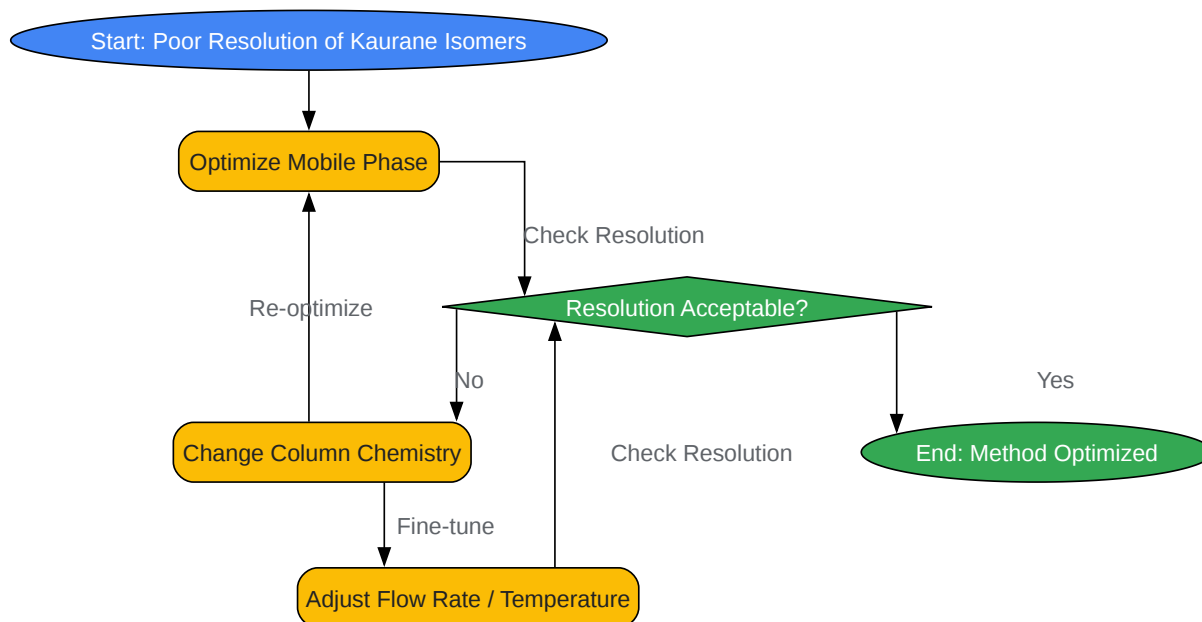 Start: Poor Resolution of Kaurane Isomers
Optimize Mobile Phase
Check Resolution
Re-optimize
Resolution Acceptable?
No
Yes
Change Column Chemistry
Check Resolution
End: Method Optimized
Fine-tune
Adjust Flow Rate / Temperature